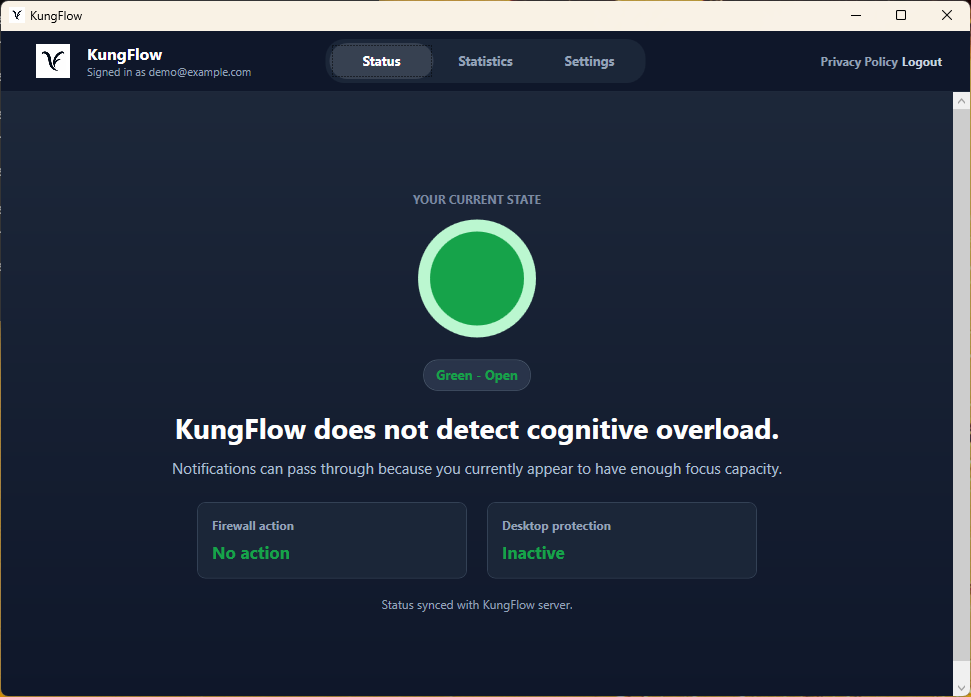 KungFlow
KungFlow
Signed in as demo@example.com
Status
Statistics
Settings
Privacy Policy
Logout
YOUR CURRENT STATE
Green - Open
KungFlow does not detect cognitive overload.
Notifications can pass through because you currently appear to have enough focus capacity.
Firewall action
No action
Desktop protection
Inactive
Status synced with KungFlow server.